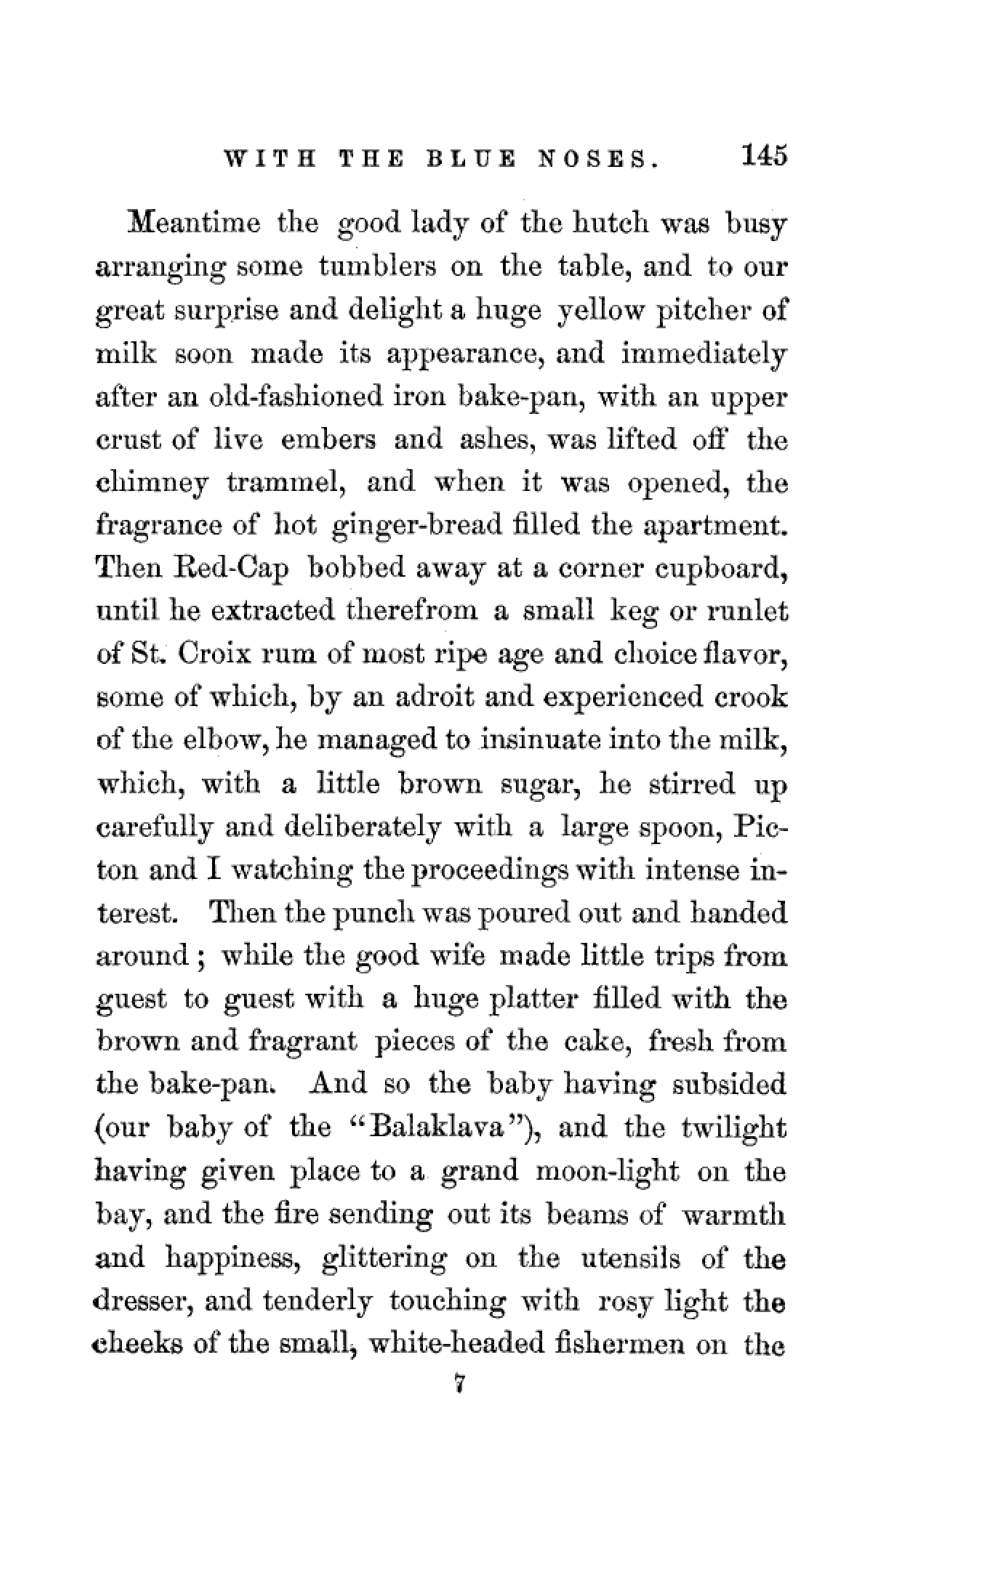 WITH THE BLUE NOSES. 145
Meantime the good lady of the hutch was busy
arranging some tumblers on the table, and to our
great surprise and delight a huge yellow pitcher of
milk soon made its appearance, and immediately
after an old-fashioned iron bake-pan, with an upper
crust of live embers and ashes, was lifted off the
chimney trammel, and when it was opened, the
fragrance of hot ginger-bread filled the apartment.
Then Red-Cap bobbed away at a corner cupboard,
until he extracted therefrom a small keg or runlet
of St. Croix rum of most ripe age and choice flavor,
some of which, by an adroit and experienced crook
of the elbow, he managed to insinuate into the milk,
which, with a little brown sugar, he stirred up
carefully and deliberately with a large spoon, Pic-
ton and I watching the proceedings with intense in-
terest. Then the punch was poured out and handed
around ; while the good wife made little trips from
guest to guest with a huge platter filled with the
brown and fragrant pieces of the cake, fresh from
the bake-pan. And so the baby having subsided
(our baby of the “Balaklava”), and the twilight
having given place to a grand moon-light on the
bay, and the fire sending out its beams of warmth
and happiness, glittering on the utensils of the
dresser, and tenderly touching with rosy light the
cheeks of the small, white-headed fishermen on the
7